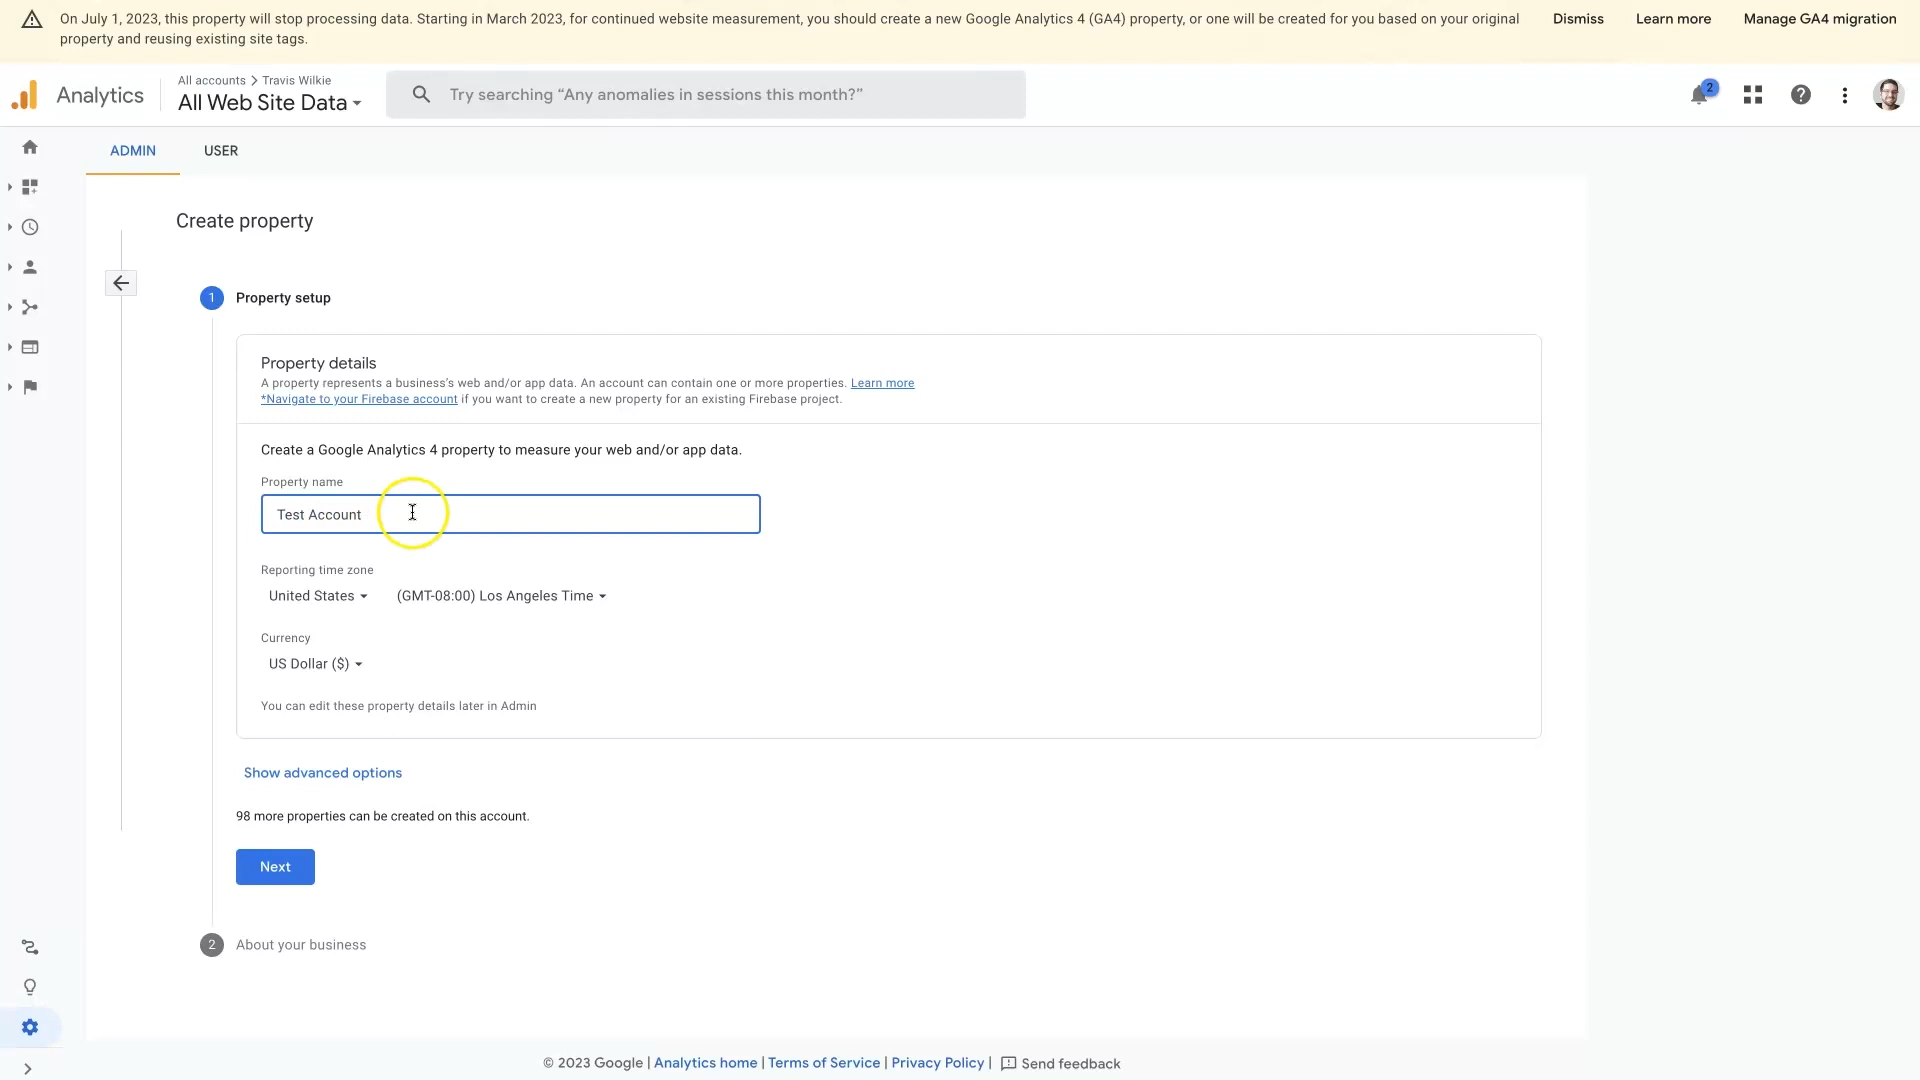 On July 1, 2023, this property will stop processing data. Starting in March 2023, for continued website measurement, you should create a new Google Analytics 4 (GA4) property, or one will be created for you based on your original
property and reusing existing site tags.
Dismiss
Learn more
Manage GA4 migration
Analytics
All accounts > Travis Wilkie
All Web Site Data
Try searching “Any anomalies in sessions this month?”
2
ADMIN
USER
Create property
1 Property setup
Property details
A property represents a business's web and/or app data. An account can contain one or more properties. Learn more
*Navigate to your Firebase account if you want to create a new property for an existing Firebase project.
Create a Google Analytics 4 property to measure your web and/or app data.
Property name
Test Account
Reporting time zone
United States (GMT-08:00) Los Angeles Time
Currency
US Dollar ($)
You can edit these property details later in Admin
Show advanced options
98 more properties can be created on this account.
Next
2 About your business
© 2023 Google | Analytics home | Terms of Service | Privacy Policy | Send feedback